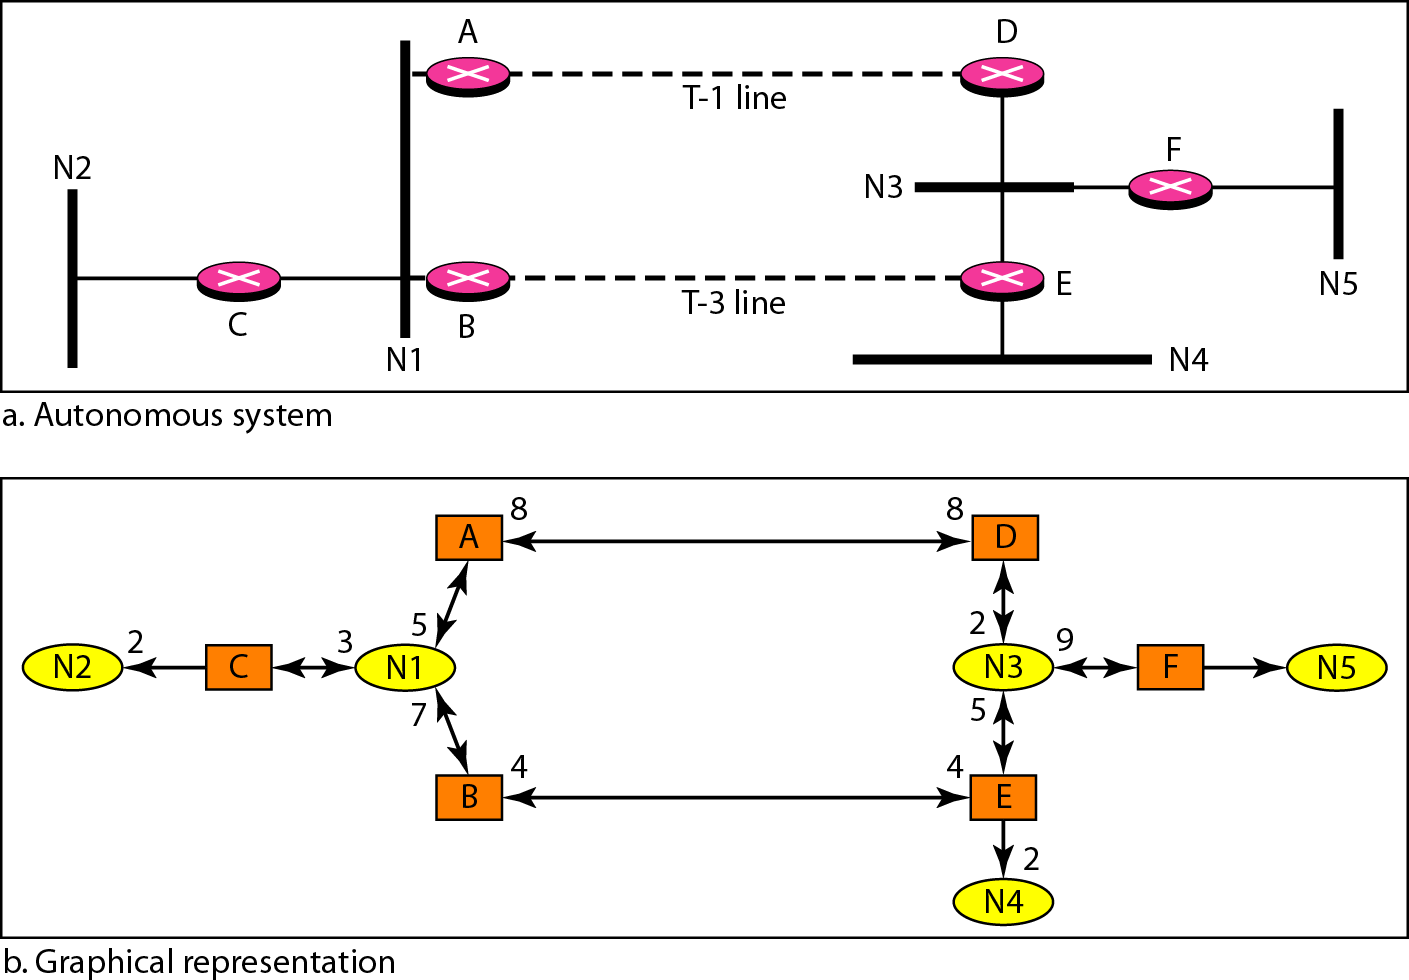 A
D
T-1 line
F
N2
N3
C
B
T-3 line
E
N5
N1
N4
a. Autonomous system
8
8
A
D
5
2
2
3
9
N2
C
N1
N3
F
N5
7
5
4
4
B
E
2
N4
b. Graphical representation